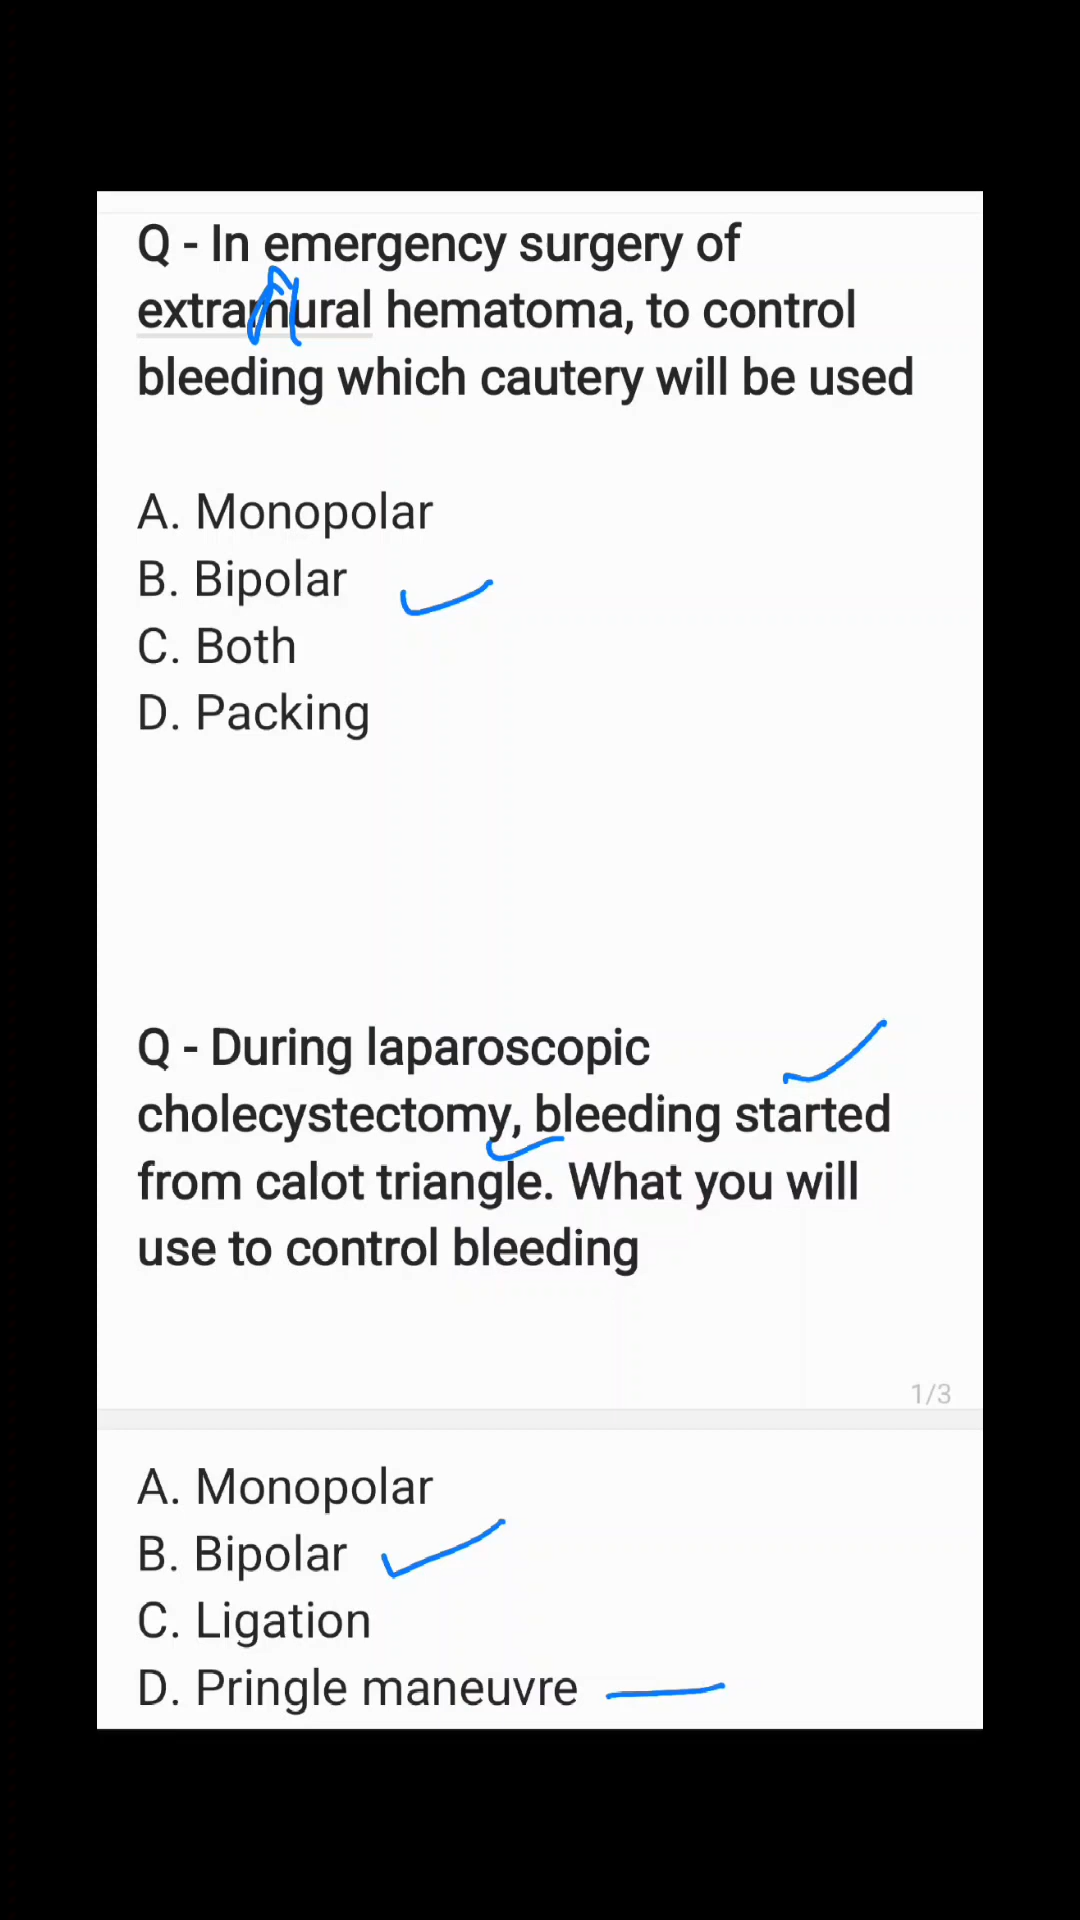 Q - In emergency surgery of
extramural hematoma, to control
bleeding which cautery will be used
A. Monopolar
B. Bipolar
C. Both
D. Packing
Q - During laparoscopic
cholecystectomy, bleeding started
from calot triangle. What you will
use to control bleeding
1/3
A. Monopolar
B. Bipolar
C. Ligation
D. Pringle maneuvre